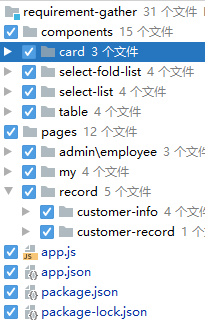 requirement-gather 31 个文件
components 15 个文件
card 3 个文件
select-fold-list 4 个文件
select-list 4 个文件
table 4 个文件
pages 12 个文件
admin\employee 3 个文件
my 4 个文件
record 5 个文件
customer-info 4 个文件
customer-record 1 个文件
app.js
app.json
package.json
package-lock.json